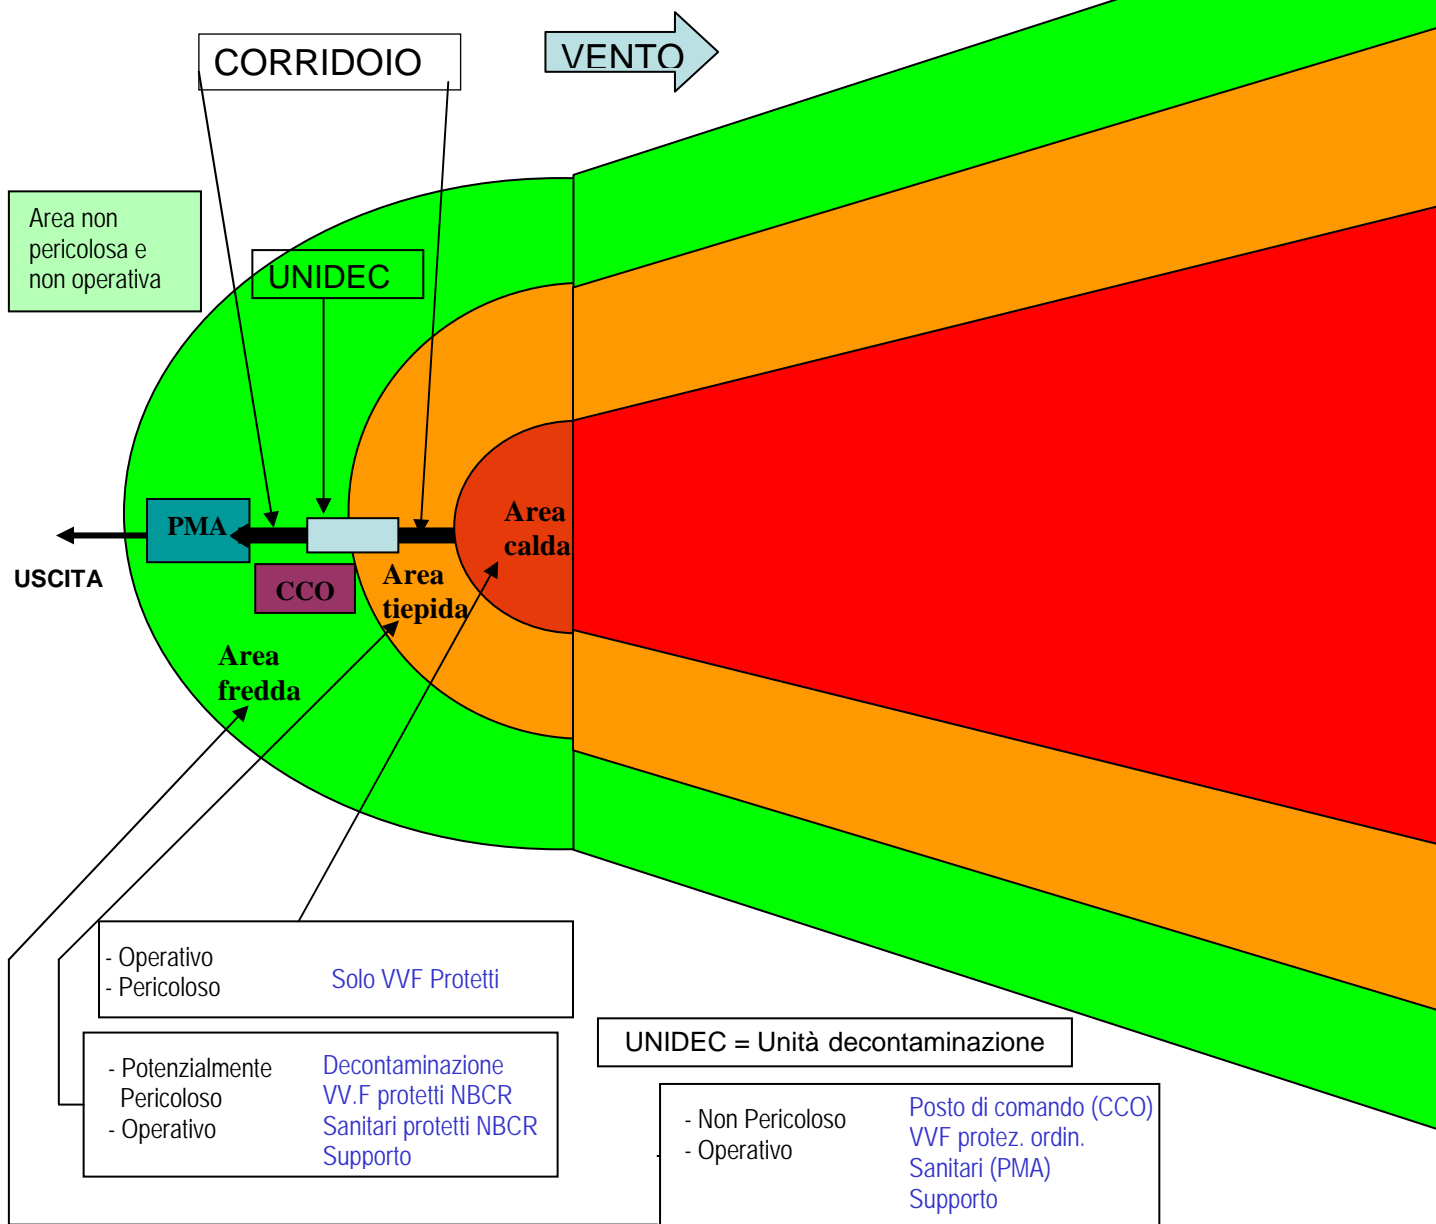 CORRIDOIO
VENTO
Area non
pericolosa e
non operativa
UNIDEC
PMA
USCITA
CCO
Area
calda
Area
tiepida
Area
fredda
- Operativo
- Pericoloso
Solo VVF Protetti
UNIDEC = Unità decontaminazione
- Potenzialmente
Pericoloso
- Operativo
Decontaminazione
VV.F protetti NBCR
Sanitari protetti NBCR
Supporto
- Non Pericoloso
- Operativo
Posto di comando (CCO)
VVF protez. ordin.
Sanitari (PMA)
Supporto